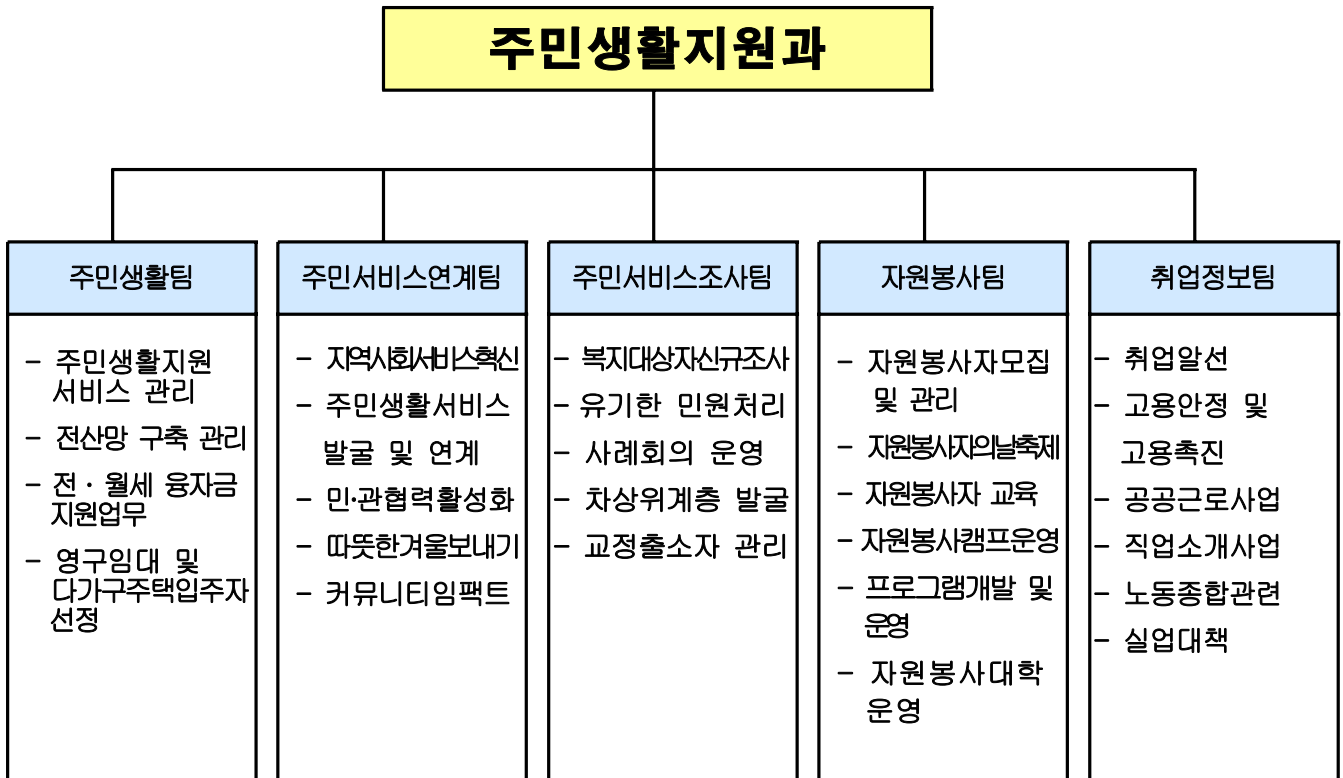 주민생활지원과
주민생활팀
- 주민생활지원
서비스 관리
- 전산망 구축 관리
- 전·월세 융자금
지원업무
- 영구임대 및
다가구주택입주자
선정
주민서비스연계팀
- 지역사회서비스혁신
- 주민생활서비스
발굴 및 연계
- 민·관협력활성화
- 따뜻한겨울보내기
- 커뮤니티임팩트
주민서비스조사팀
- 복지대상자신규조사
- 유기한 민원처리
- 사례회의 운영
- 차상위계층 발굴
- 교정출소자 관리
자원봉사팀
- 자원봉사자모집
및 관리
- 자원봉사자의날축제
- 자원봉사자 교육
- 자원봉사캠프운영
- 프로그램개발 및
운영
- 자원봉사대학
운영
취업정보팀
- 취업알선
- 고용안정 및
고용촉진
- 공공근로사업
- 직업소개사업
- 노동종합관련
- 실업대책